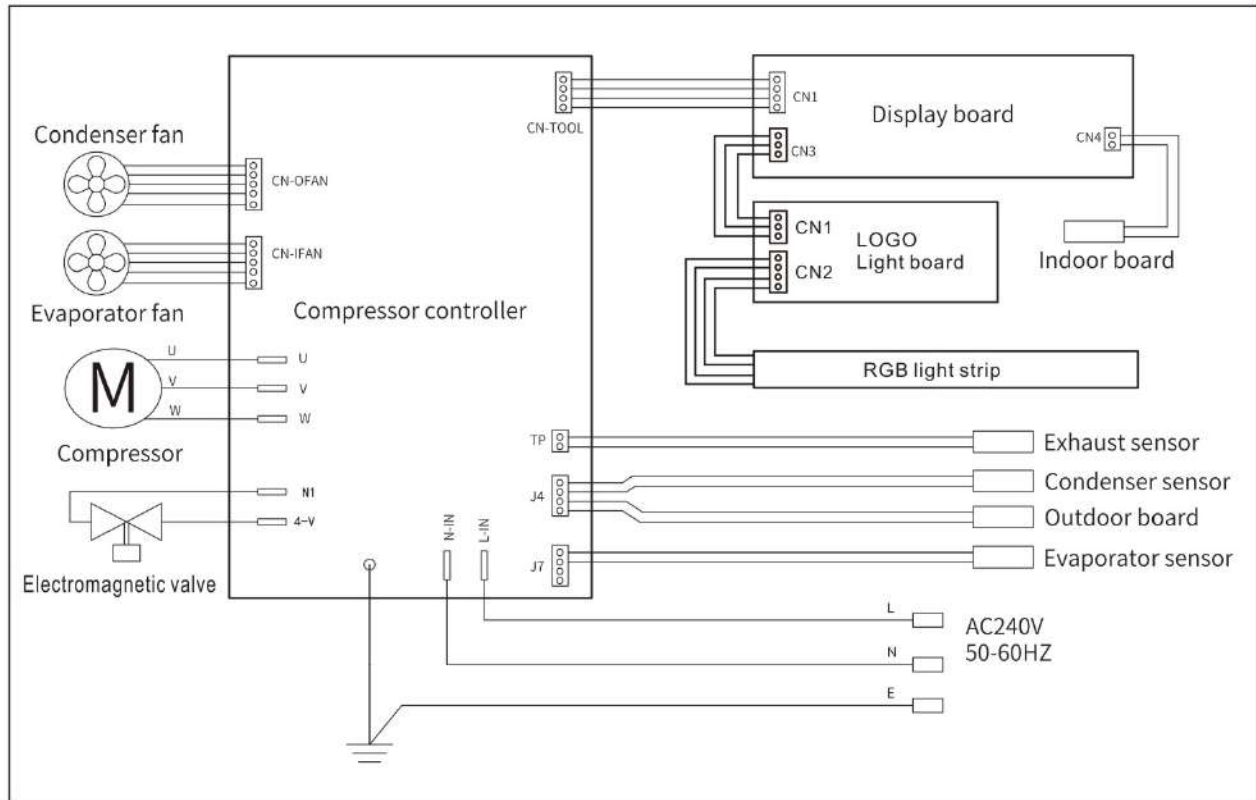 Condenser fan
CN-OFAN
CN-IFAN
Evaporator fan
Compressor controller
U
V
W
U
V
W
M
Compressor
N1
4-V
Electromagnetic valve
CN-TOOL
CN1
Display board
CN3
CN4
CN1
CN2
LOGO
Light board
Indoor board
RGB light strip
TP
Exhaust sensor
J4
Condenser sensor
Outdoor board
J7
Evaporator sensor
N-IN
L-IN
L
N
E
AC240V
50-60HZ